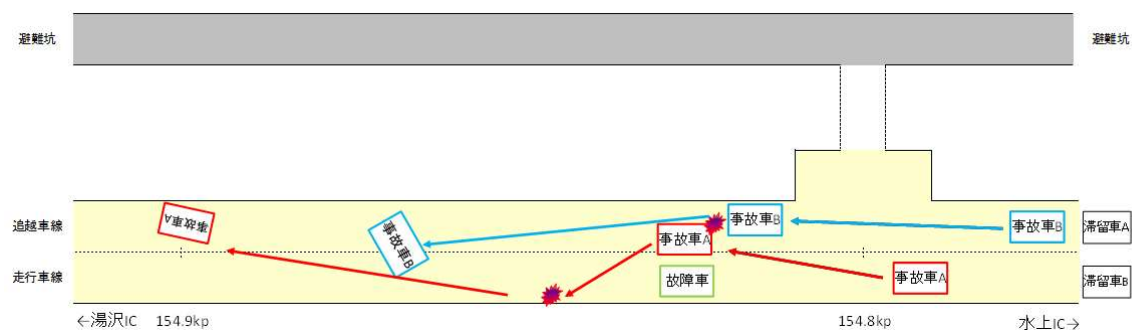 避難坑
避難坑
追越車線
事故車A
事故車B
事故車B
事故車B
滞留車A
事故車A
走行車線
故障車
事故車A
滞留車B
←湯沢IC
154.9kp
154.8kp
水上IC→